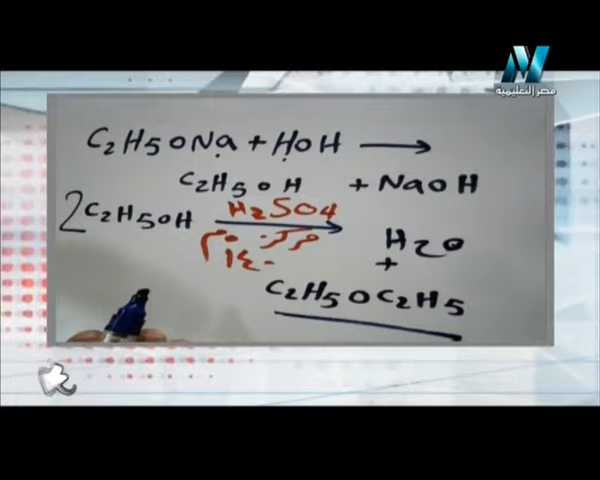 مصر التعليمية
C₂H₅ONa + HOH ⟶
C₂H₅OH + NaOH
2C₂H₅OH H₂SO₄ ⟶ H₂O
مركز
١٤٠ م°
+
C₂H₅OC₂H₅